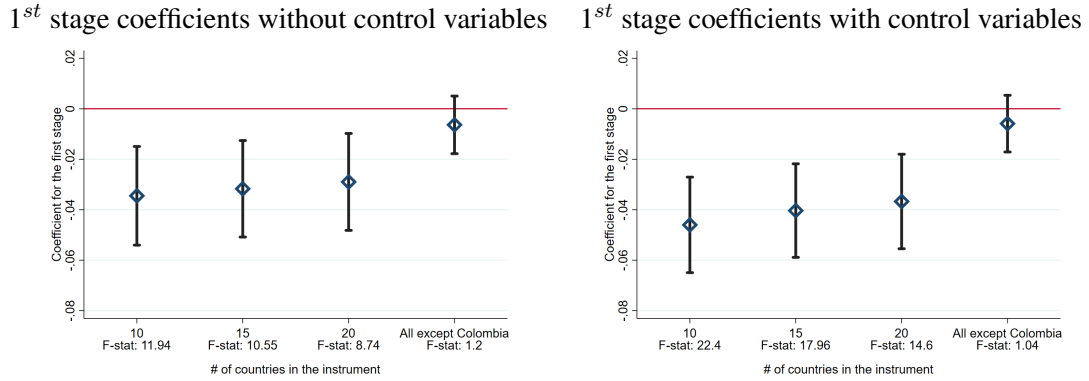 1st stage coefficients without control variables
Coefficient for the first stage
.02
0
-.02
-.04
-.06
-.08
10 15 20 All except Colombia
F-stat: 11.94 F-stat: 10.55 F-stat: 8.74 F-stat: 1.2
# of countries in the instrument
1st stage coefficients with control variables
Coefficient for the first stage
.02
0
-.02
-.04
-.06
-.08
10 15 20 All except Colombia
F-stat: 22.4 F-stat: 17.96 F-stat: 14.6 F-stat: 1.04
# of countries in the instrument